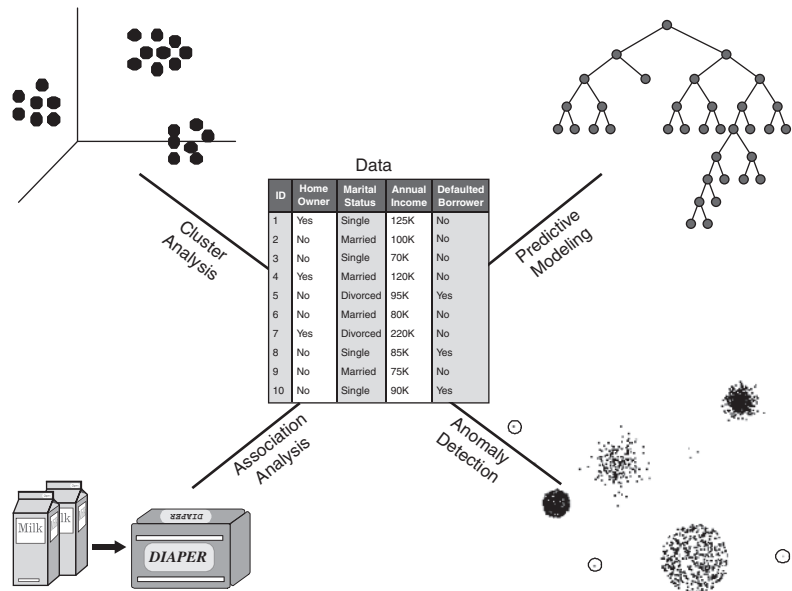 Data
ID Home Owner Marital Status Annual Income Defaulted Borrower
1 Yes Single 125K No
2 No Married 100K No
3 No Single 70K No
4 Yes Married 120K No
5 No Divorced 95K Yes
6 No Married 80K No
7 Yes Divorced 220K No
8 No Single 85K Yes
9 No Married 75K No
10 No Single 90K Yes
Cluster
Analysis
Predictive
Modeling
Association
Analysis
Anomaly
Detection
Milk
lk
DIAPER
DIAPER